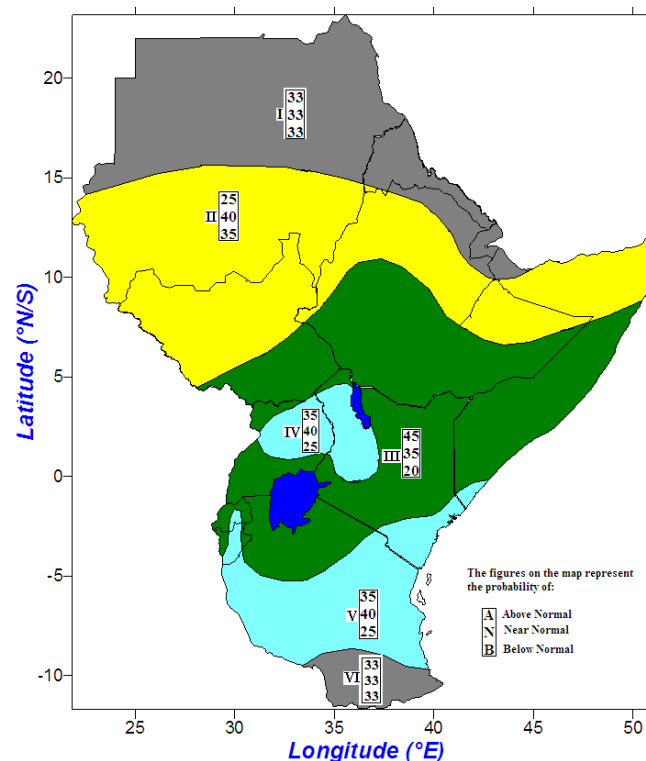 20
15
10
5
0
-5
-10
Latitude (°N/S)
I
33
33
33
II
25
40
35
IV
35
40
25
III
45
35
20
V
35
40
25
VI
33
33
33
The figures on the map represent
the probability of:
A Above Normal
N Near Normal
B Below Normal
25 30 35 40 45 50
Longitude (°E)